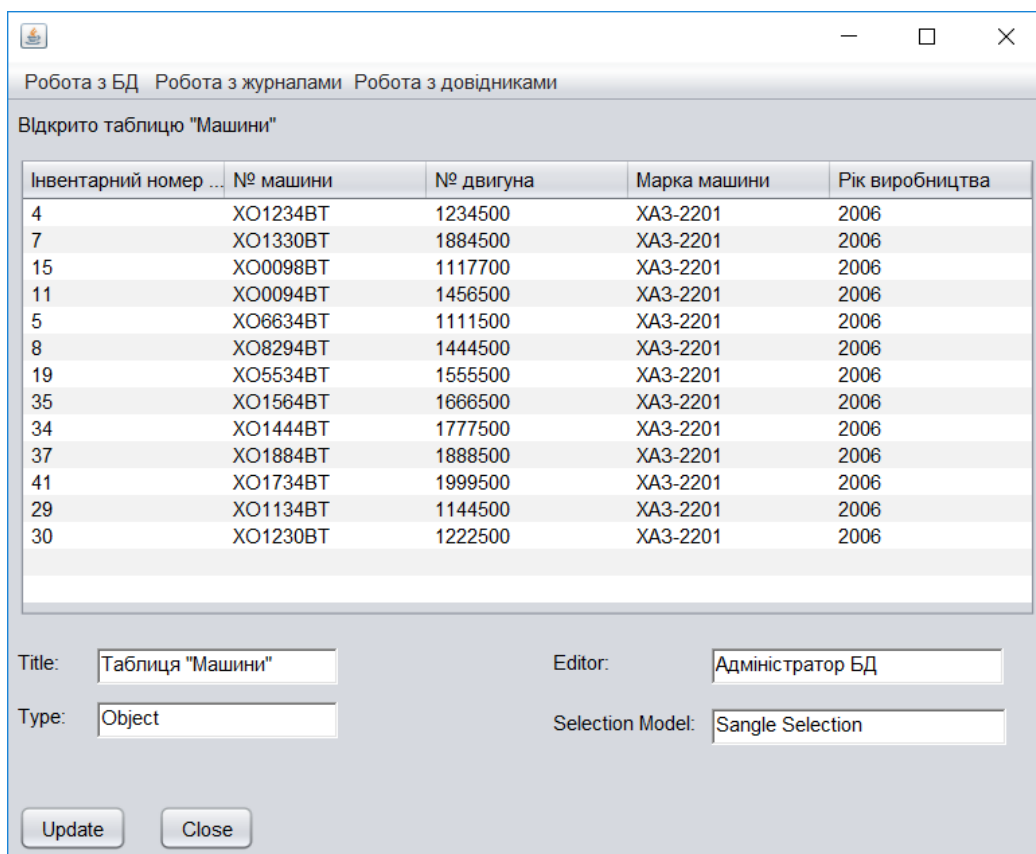 Робота з БД Робота з журналами Робота з довідниками
ВІдкрито таблицю "Машини"
Інвентарний номер ... № машини № двигуна Марка машини Рік виробництва
4 ХО1234ВТ 1234500 ХАЗ-2201 2006
7 ХО1330ВТ 1884500 ХАЗ-2201 2006
15 ХО0098ВТ 1117700 ХАЗ-2201 2006
11 ХО0094ВТ 1456500 ХАЗ-2201 2006
5 ХО6634ВТ 1111500 ХАЗ-2201 2006
8 ХО8294ВТ 1444500 ХАЗ-2201 2006
19 ХО5534ВТ 1555500 ХАЗ-2201 2006
35 ХО1564ВТ 1666500 ХАЗ-2201 2006
34 ХО1444ВТ 1777500 ХАЗ-2201 2006
37 ХО1884ВТ 1888500 ХАЗ-2201 2006
41 ХО1734ВТ 1999500 ХАЗ-2201 2006
29 ХО1134ВТ 1144500 ХАЗ-2201 2006
30 ХО1230ВТ 1222500 ХАЗ-2201 2006
Title: Таблиця "Машини" Editor: Адміністратор БД
Type: Object Selection Model: Sangle Selection
Update Close